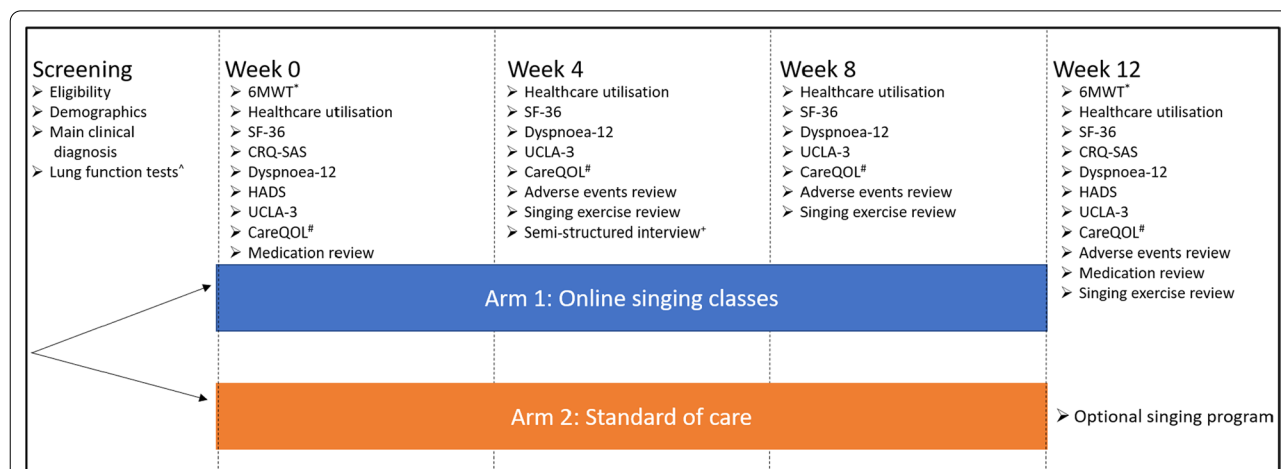 Screening
➢ Eligibility
➢ Demographics
➢ Main clinical
diagnosis
➢ Lung function tests^
Week 0
➢ 6MWT*
➢ Healthcare utilisation
➢ SF-36
➢ CRQ-SAS
➢ Dyspnoea-12
➢ HADS
➢ UCLA-3
➢ CareQOL#
➢ Medication review
Week 4
➢ Healthcare utilisation
➢ SF-36
➢ Dyspnoea-12
➢ UCLA-3
➢ CareQOL#
➢ Adverse events review
➢ Singing exercise review
➢ Semi-structured interview+
Week 8
➢ Healthcare utilisation
➢ SF-36
➢ Dyspnoea-12
➢ UCLA-3
➢ CareQOL#
➢ Adverse events review
➢ Singing exercise review
Week 12
➢ 6MWT*
➢ Healthcare utilisation
➢ SF-36
➢ CRQ-SAS
➢ Dyspnoea-12
➢ HADS
➢ UCLA-3
➢ CareQOL#
➢ Adverse events review
➢ Medication review
➢ Singing exercise review
Arm 1: Online singing classes
Arm 2: Standard of care
➢ Optional singing program